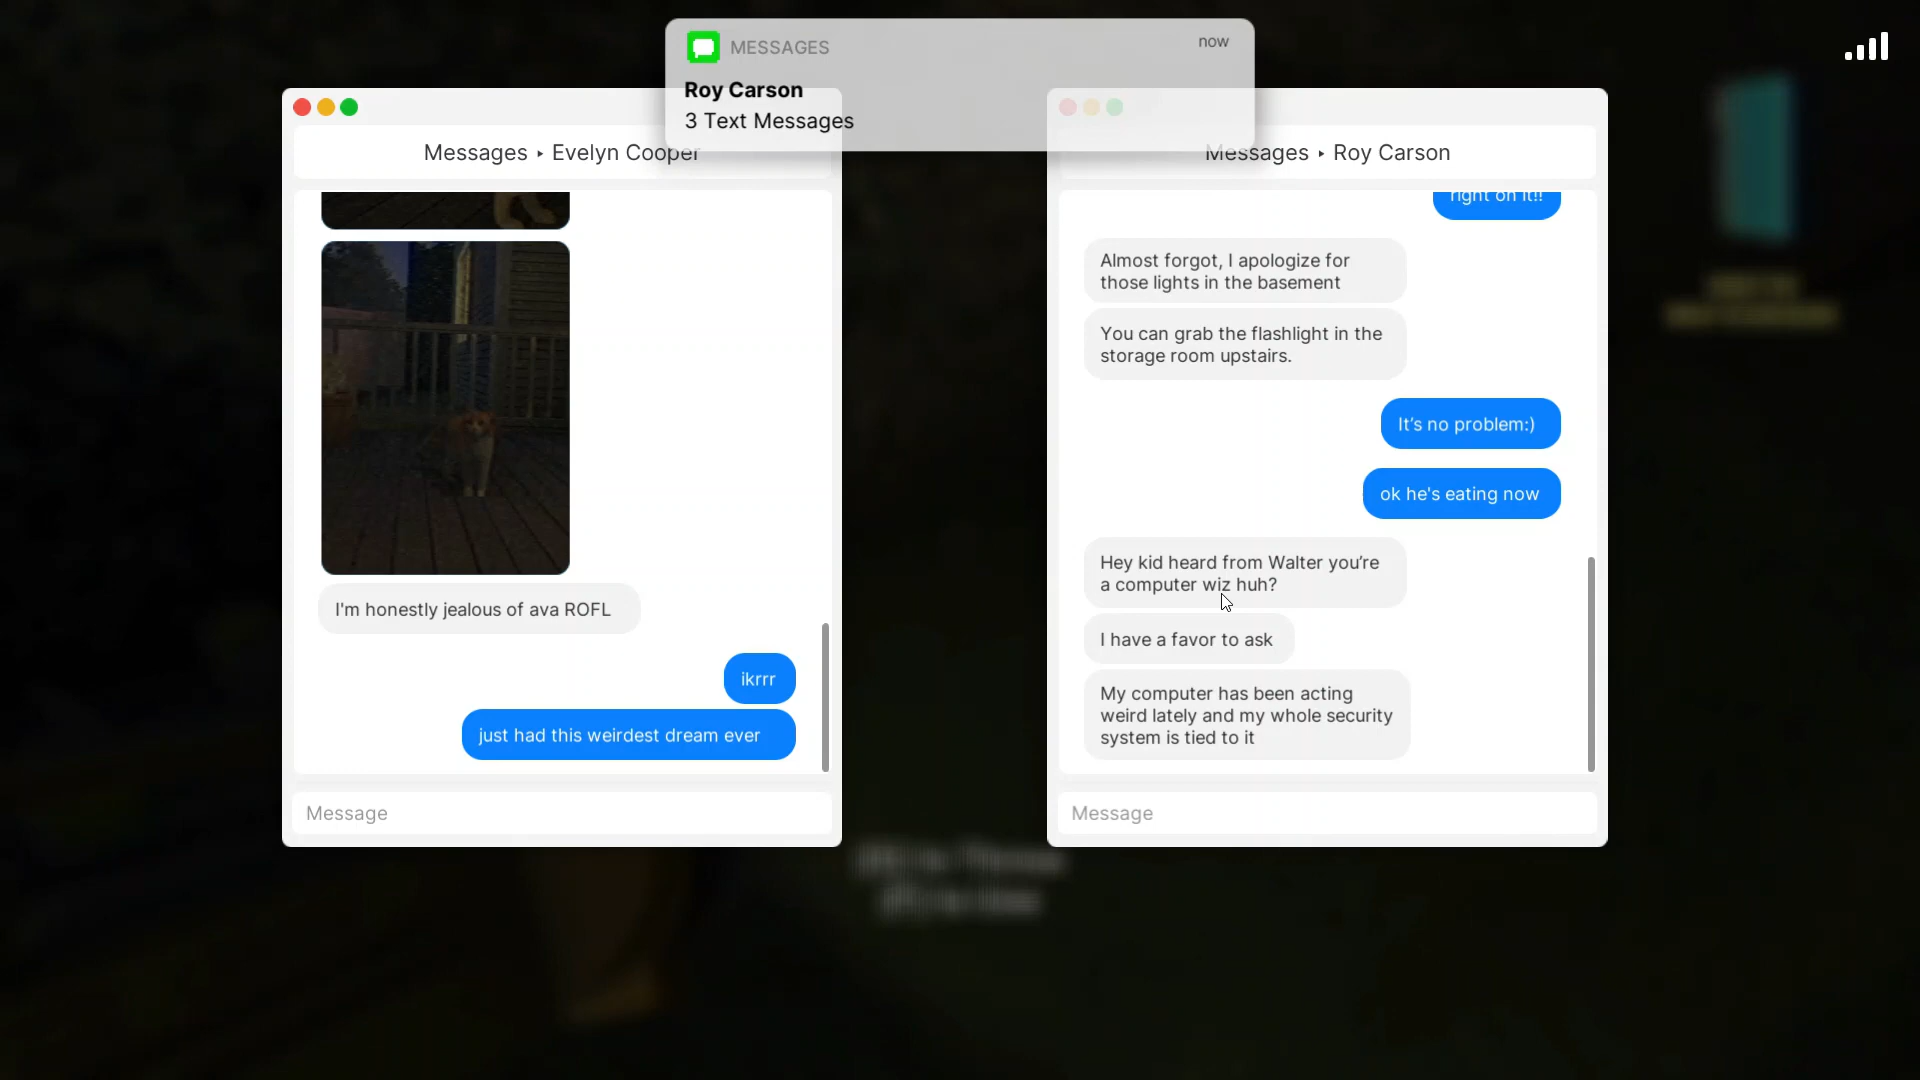 MESSAGES
now
Roy Carson
3 Text Messages
Messages ‣ Evelyn Cooper
I'm honestly jealous of ava ROFL
ikrrr
just had this weirdest dream ever
Message
Messages ‣ Roy Carson
right on it!!
Almost forgot, I apologize for
those lights in the basement
You can grab the flashlight in the
storage room upstairs.
It’s no problem:)
ok he's eating now
Hey kid heard from Walter you’re
a computer wiz huh?
I have a favor to ask
My computer has been acting
weird lately and my whole security
system is tied to it
Message